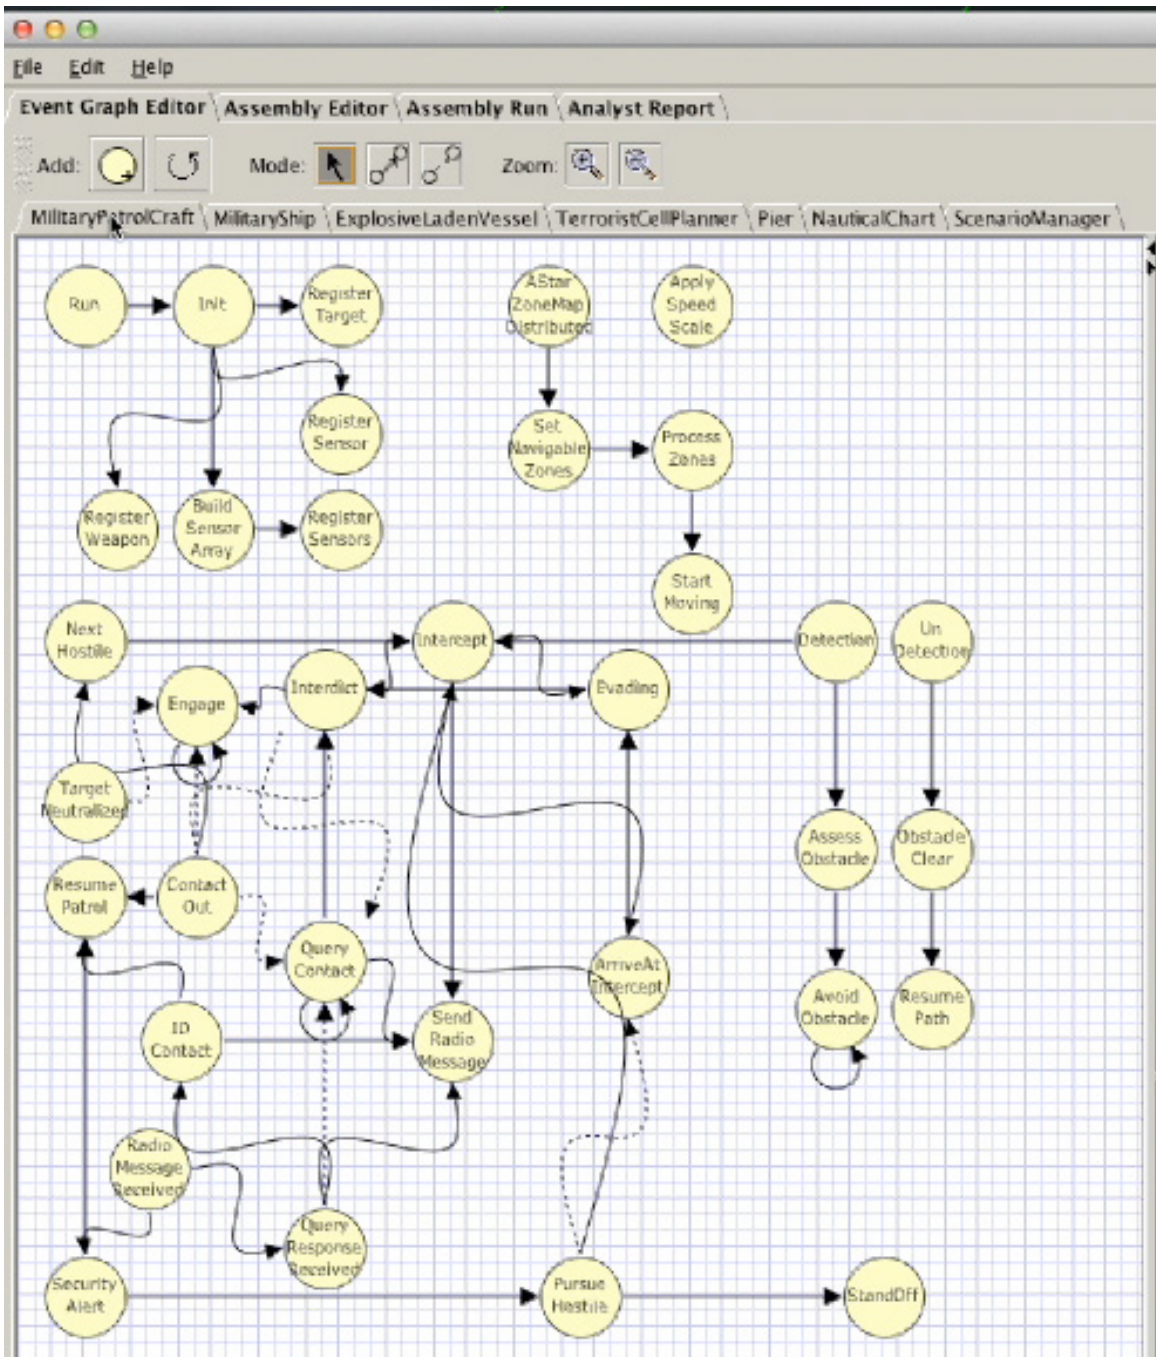 File Edit Help
Event Graph Editor Assembly Editor Assembly Run Analyst Report
Add: Mode: Zoom:
MilitaryPatrolCraft MilitaryShip ExplosiveLadenVessel TerroristCellPlanner Pier NauticalChart ScenarioManager
Run
Init
Register
Target
AStar
ZoneMap
Distributed
Apply
Speed
Scale
Register
Sensor
Set
Navigable
Zones
Process
Zones
Register
Weapon
Build
Sensor
Array
Register
Sensors
Start
Moving
Next
Hostile
Intercept
Detection
Un
Detection
Engage
Interdict
Evading
Target
Neutralized
Assess
Obstacle
Obstacle
Clear
Resume
Patrol
Contact
Out
Query
Contact
ArriveAt
Intercept
Avoid
Obstacle
Resume
Path
ID
Contact
Send
Radio
Message
Radio
Message
Received
Query
Response
Received
Security
Alert
Pursue
Hostile
StandOff